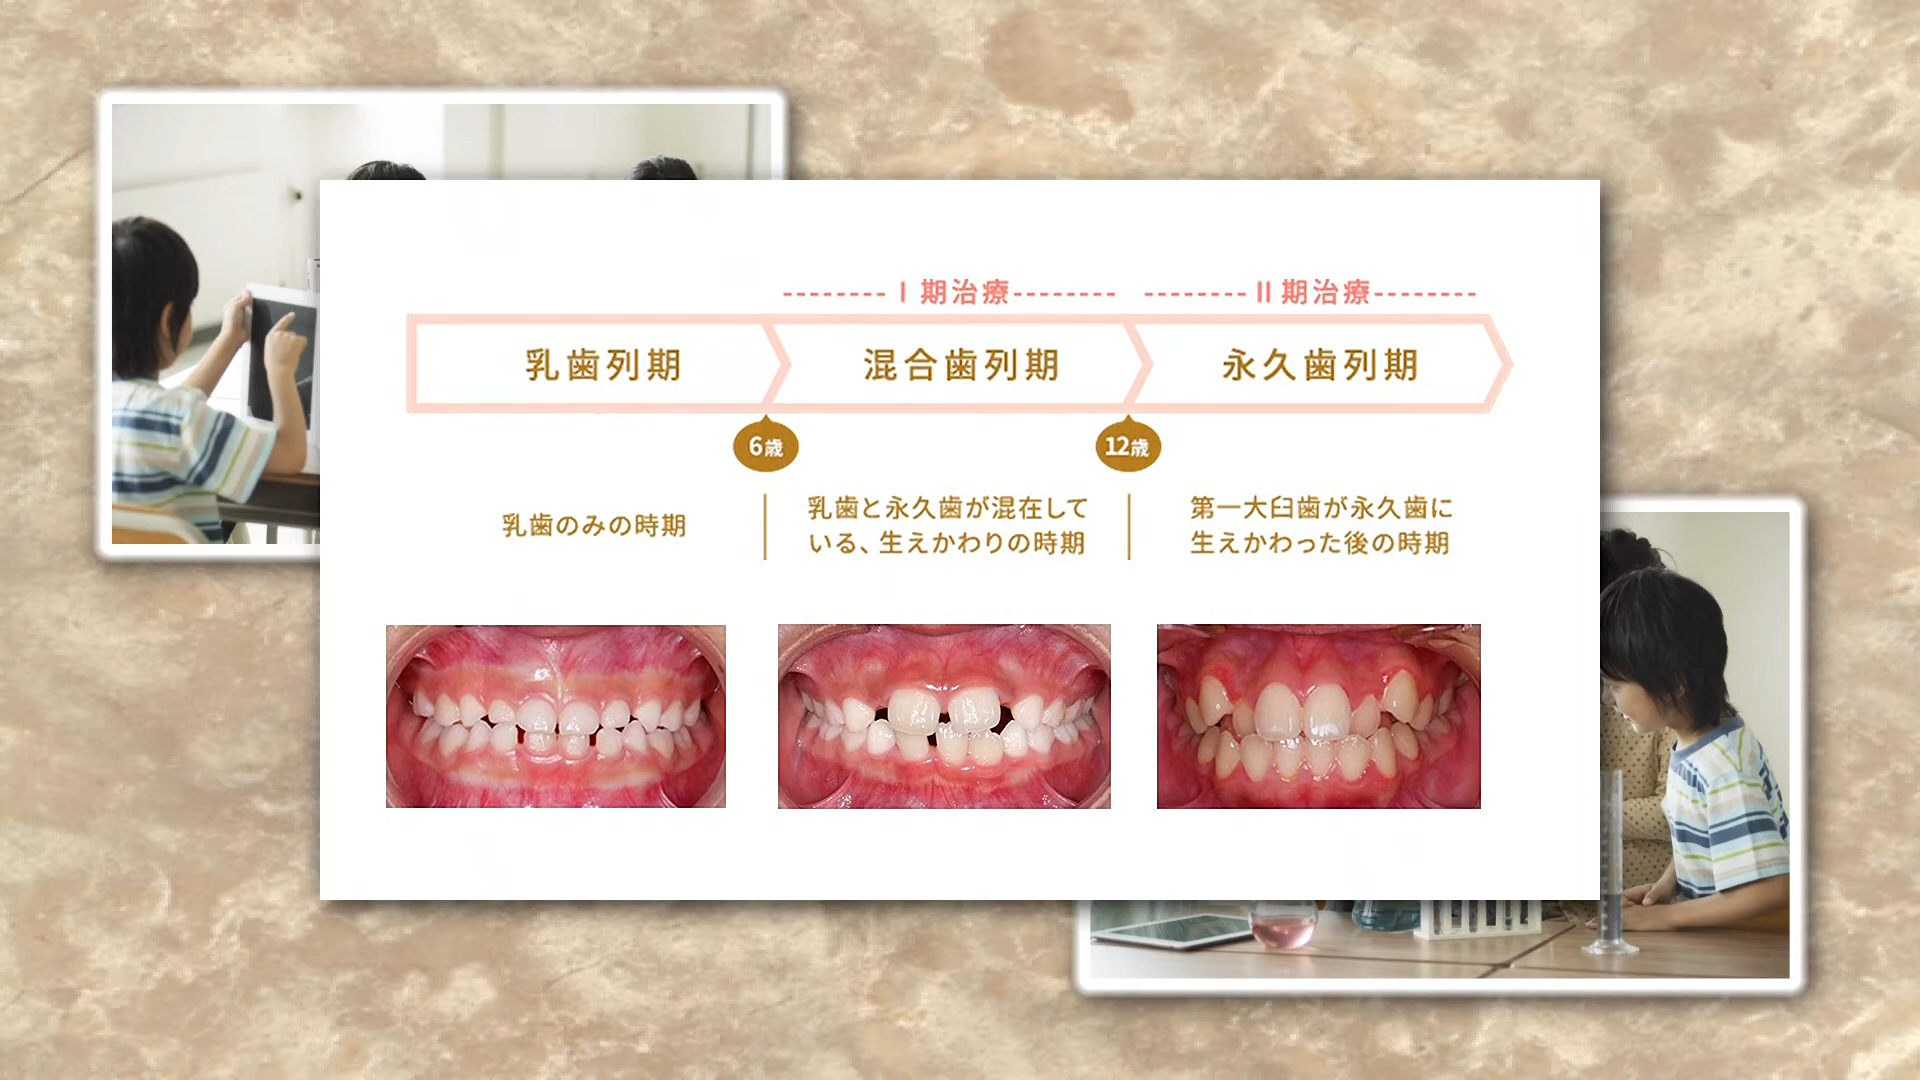 I 期治療
II 期治療
乳歯列期
混合歯列期
永久歯列期
6歳
12歳
乳歯のみの時期
乳歯と永久歯が混在して
いる、生えかわりの時期
第一大臼歯が永久歯に
生えかわった後の時期